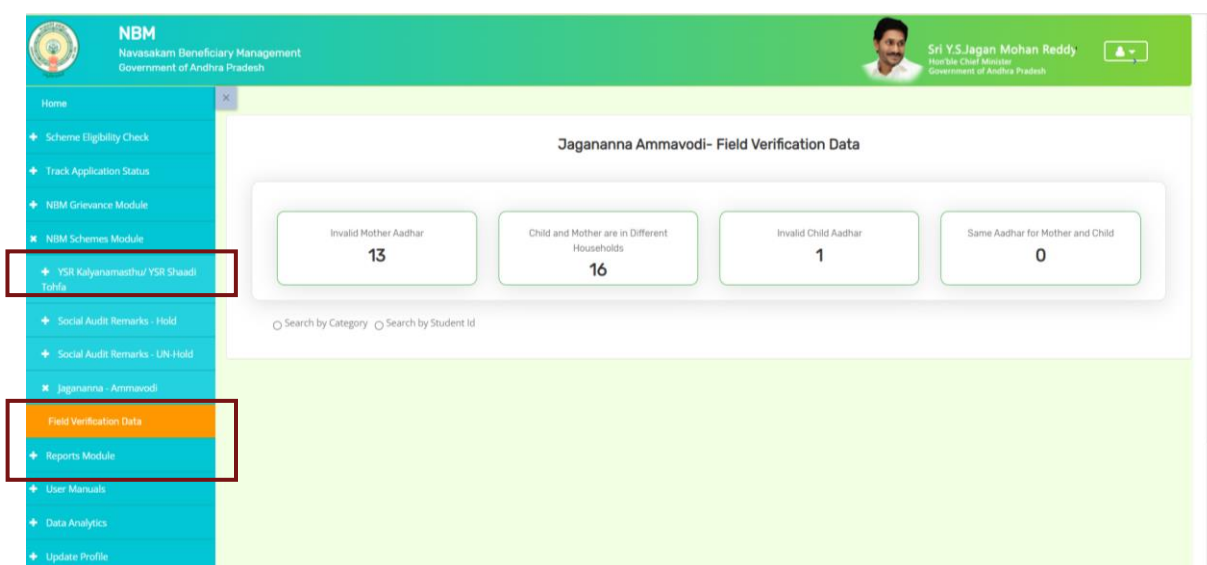 NBM
Navasakam Beneficiary Management
Government of Andhra Pradesh
Sri Y.S.Jagan Mohan Reddy
Hon'ble Chief Minister
Government of Andhra Pradesh
Home
Scheme Eligibility Check
Track Application Status
NBM Grievance Module
NBM Schemes Module
YSR Kalyanamasthu/ YSR Shaadi
Tohfa
Social Audit Remarks - Hold
Social Audit Remarks - UN-Hold
Jagananna - Ammavodi
Field Verification Data
Reports Module
User Manuals
Data Analytics
Update Profile
Jagananna Ammavodi- Field Verification Data
Invalid Mother Aadhar
13
Child and Mother are in Different
Households
16
Invalid Child Aadhar
1
Same Aadhar for Mother and Child
0
Search by Category Search by Student Id